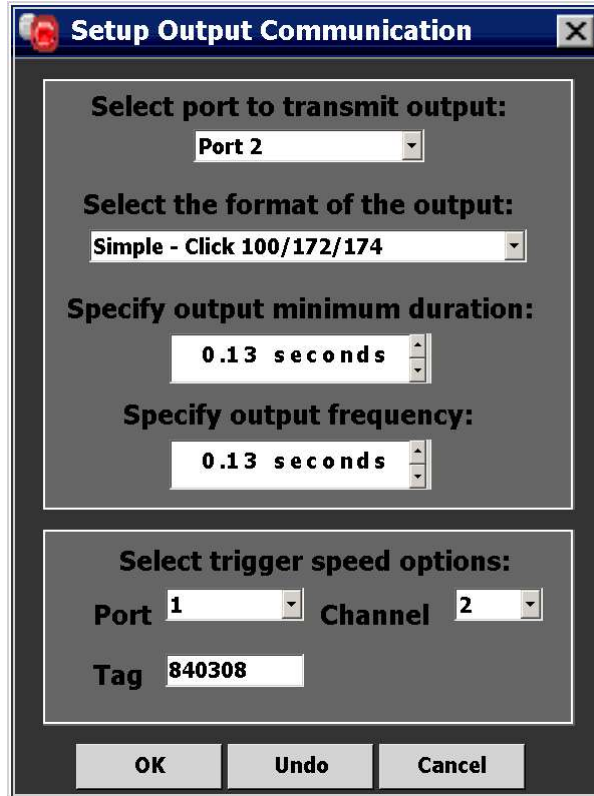 Setup Output Communication
Select port to transmit output:
Port 2
Select the format of the output:
Simple - Click 100/172/174
Specify output minimum duration:
0.13 seconds
Specify output frequency:
0.13 seconds
Select trigger speed options:
Port 1 Channel 2
Tag 840308
OK Undo Cancel